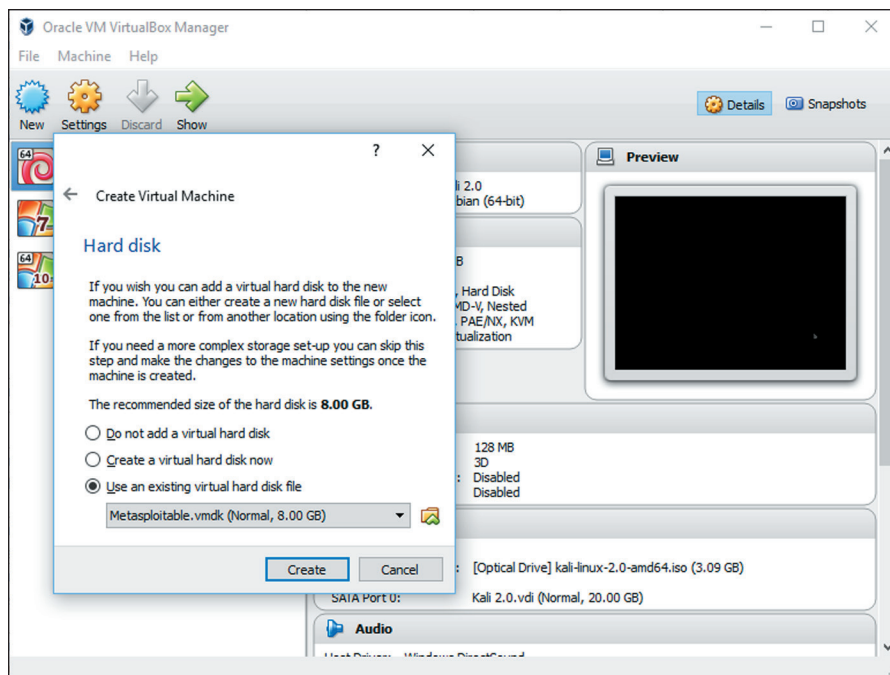 Oracle VM VirtualBox Manager
File Machine Help
New Settings Discard Show
Details Snapshots
64
7
64
10
?
Create Virtual Machine
Hard disk
If you wish you can add a virtual hard disk to the new
machine. You can either create a new hard disk file or select
one from the list or from another location using the folder icon.
If you need a more complex storage set-up you can skip this
step and make the changes to the machine settings once the
machine is created.
The recommended size of the hard disk is 8.00 GB.
Do not add a virtual hard disk
Create a virtual hard disk now
Use an existing virtual hard disk file
Metasploitable.vmdk (Normal, 8.00 GB)
Create Cancel
2.0
(64-bit)
B
, Hard Disk
MD-V, Nested
PAE/NX, KVM
Preview
128 MB
3D
: Disabled
Disabled
: [Optical Drive] kali-linux-2.0-amd64.iso (3.09 GB)
SATA Port 0: Kali 2.0.vdi (Normal, 20.00 GB)
Audio
Host Driver: Windows DirectSound